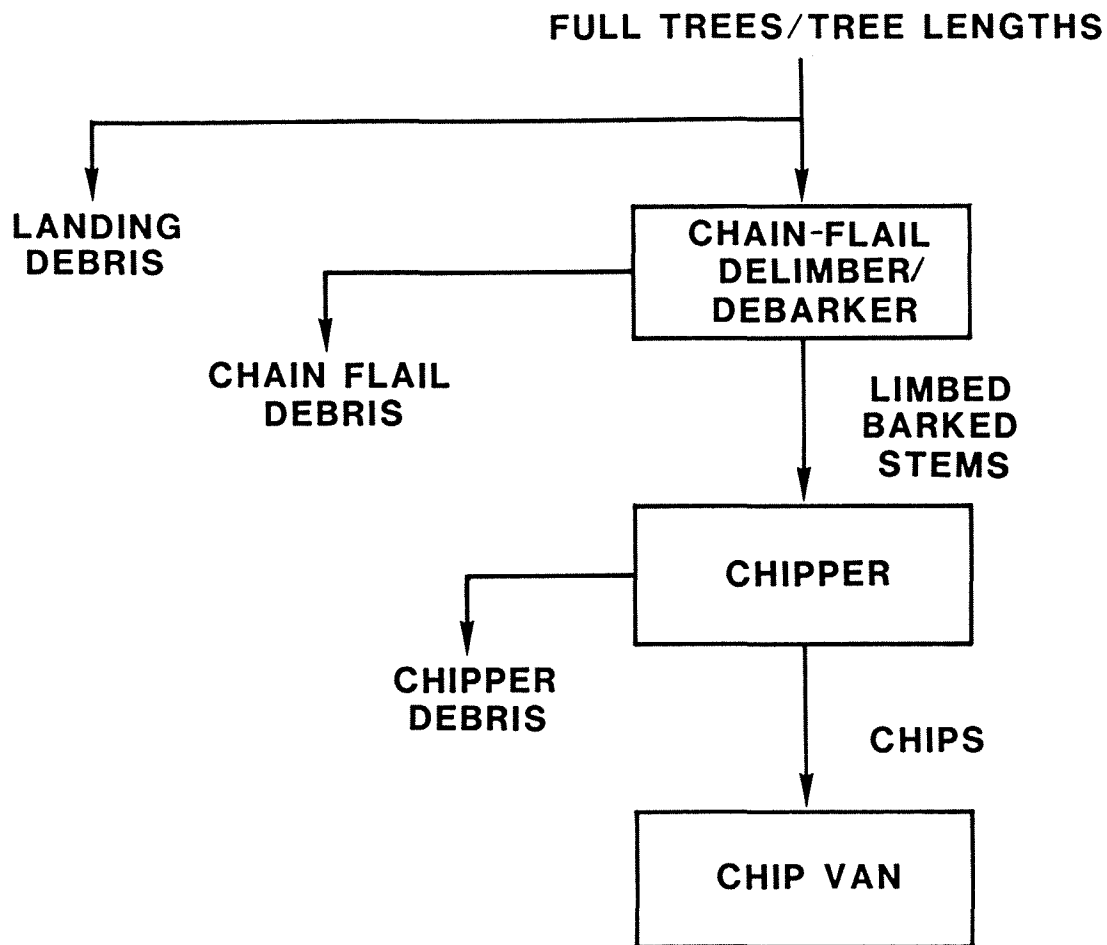 FULL TREES/TREE LENGTHS
LANDING
DEBRIS
CHAIN-FLAIL
DELIMBER/
DEBARKER
CHAIN FLAIL
DEBRIS
LIMBED
BARKED
STEMS
CHIPPER
CHIPPER
DEBRIS
CHIPS
CHIP VAN